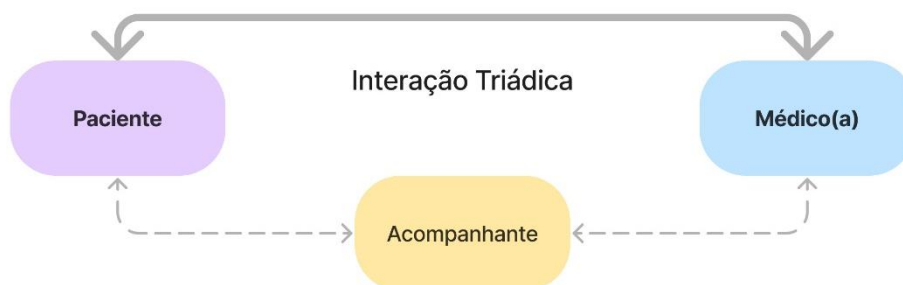 Interação Triádica
Paciente
Médico(a)
Acompanhante